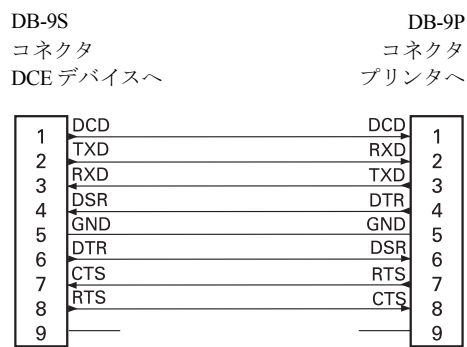 DB-9S
コネクタ
DCE デバイスへ
DB-9P
コネクタ
プリンタへ
1 DCD DCD 1
2 TXD RXD 2
3 RXD TXD 3
4 DSR DTR 4
5 GND GND 5
6 DTR DSR 6
7 CTS RTS 7
8 RTS CTS 8
9 9